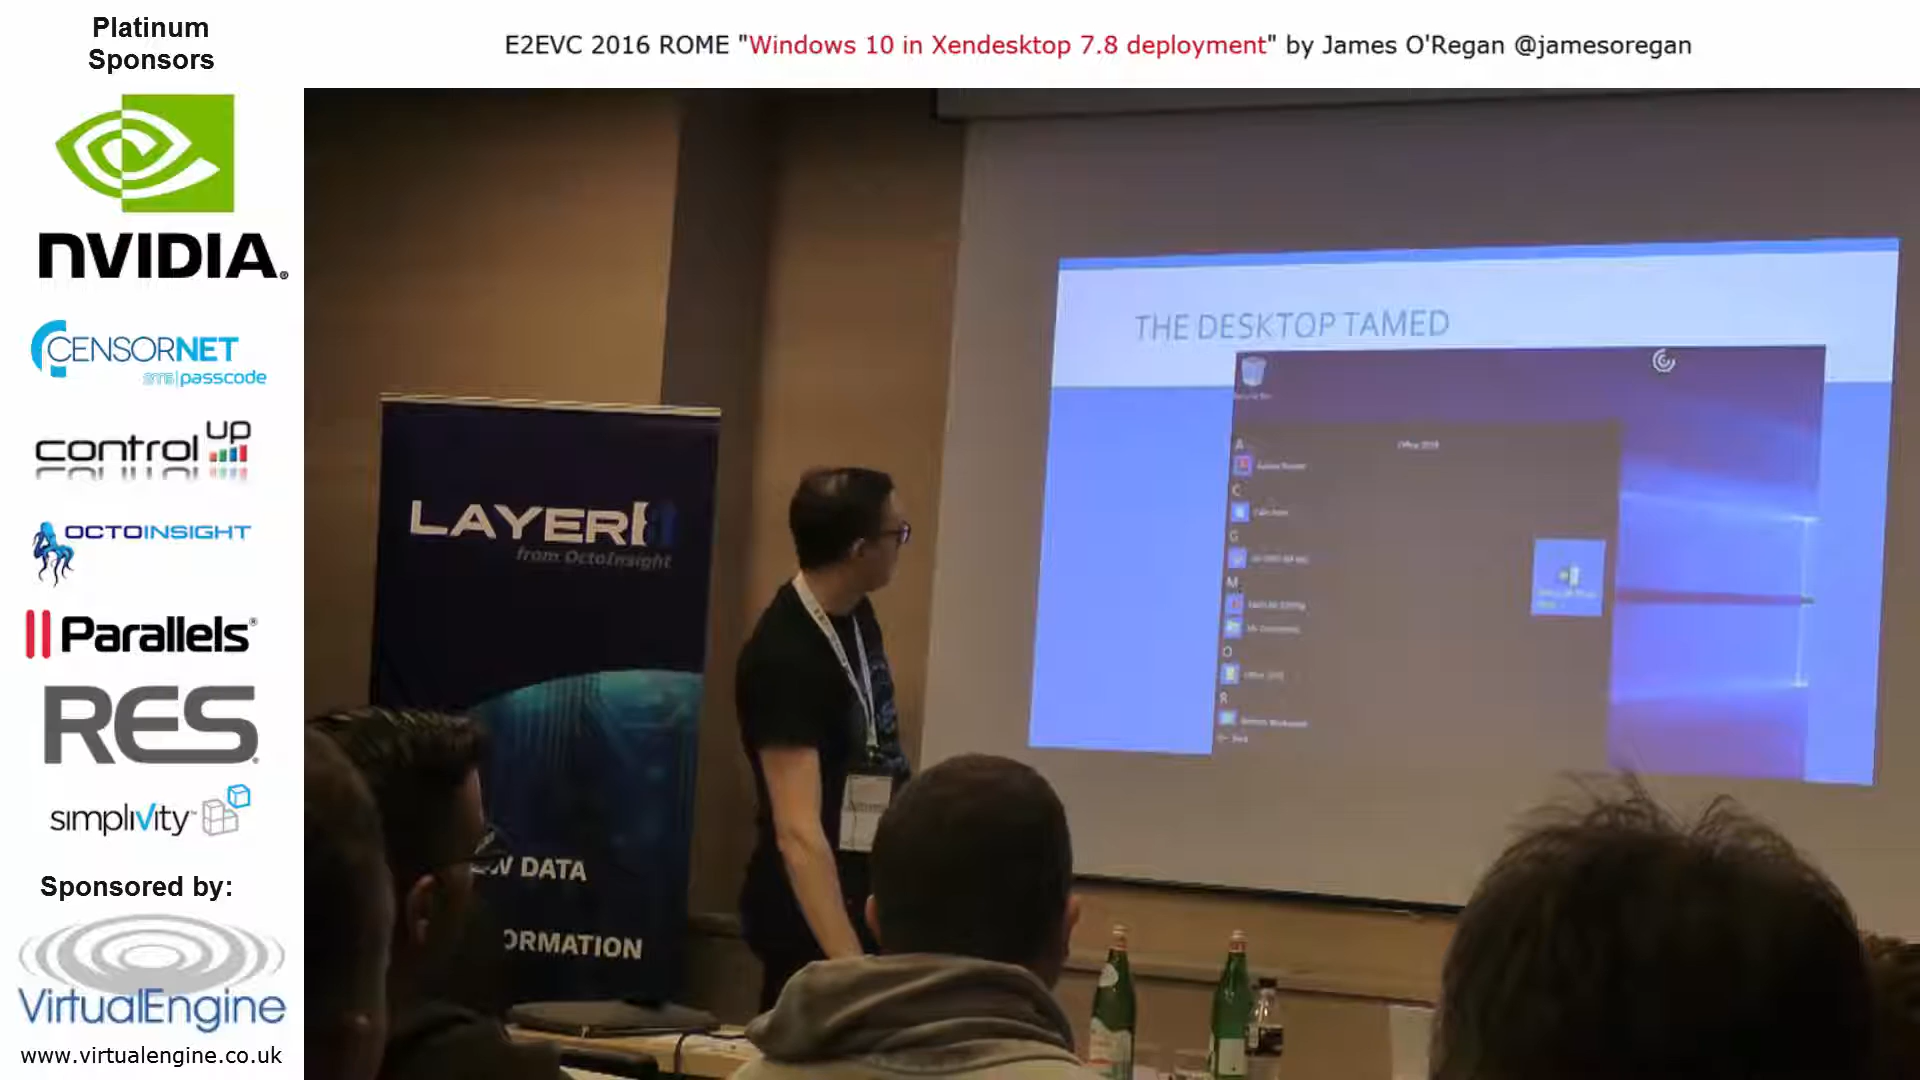 Platinum
Sponsors
E2EVC 2016 ROME "Windows 10 in Xendesktop 7.8 deployment" by James O'Regan @jamesoregan
NVIDIA®
CENSORNET
SMS|passcode
control UP
OCTOINSIGHT
Parallels®
RES®
simplivity™
Sponsored by:
VirtualEngine
www.virtualengine.co.uk
LAYER
from OctoInsight
W DATA
ORMATION
THE DESKTOP TAMED
A
C
G
M
O
R